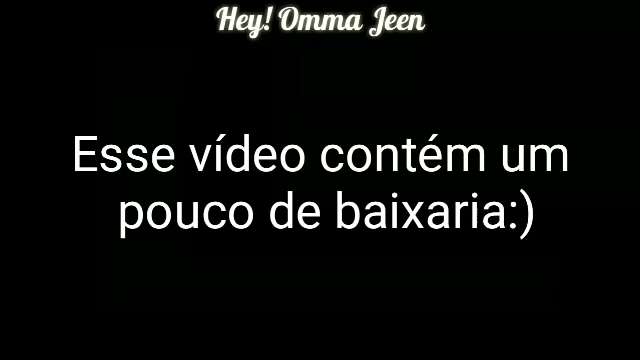 Hey! Omma Jeen
Esse vídeo contém um
pouco de baixaria:)